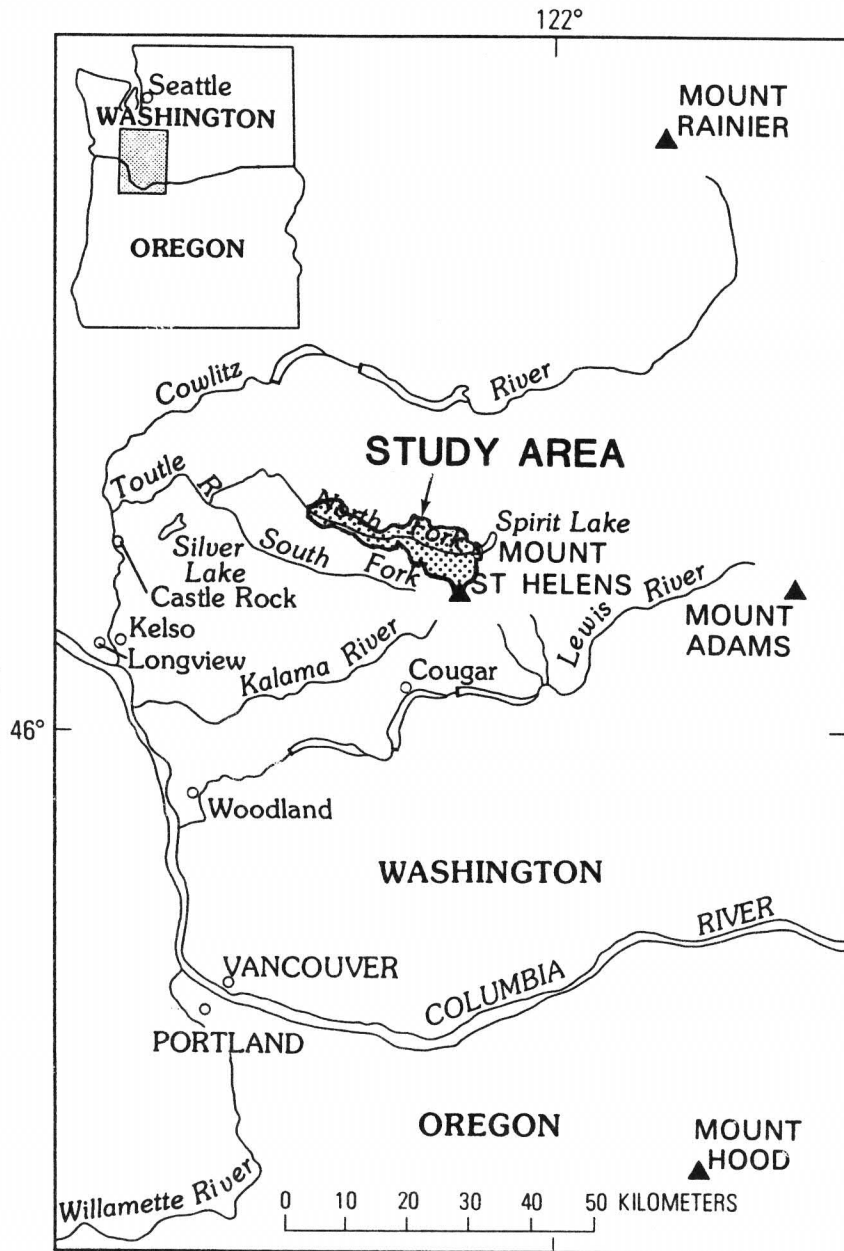 122°
Seattle
WASHINGTON
OREGON
MOUNT
RAINIER
Cowlitz River
STUDY AREA
Toutle R
North Fork
Spirit Lake
South Fork
Silver
Lake
MOUNT
ST HELENS
Castle Rock
Kelso
Longview
Lewis River
MOUNT
ADAMS
Kalama River
Cougar
46°
Woodland
WASHINGTON
COLUMBIA RIVER
VANCOUVER
PORTLAND
OREGON
MOUNT
HOOD
Willamette River
0 10 20 30 40 50 KILOMETERS